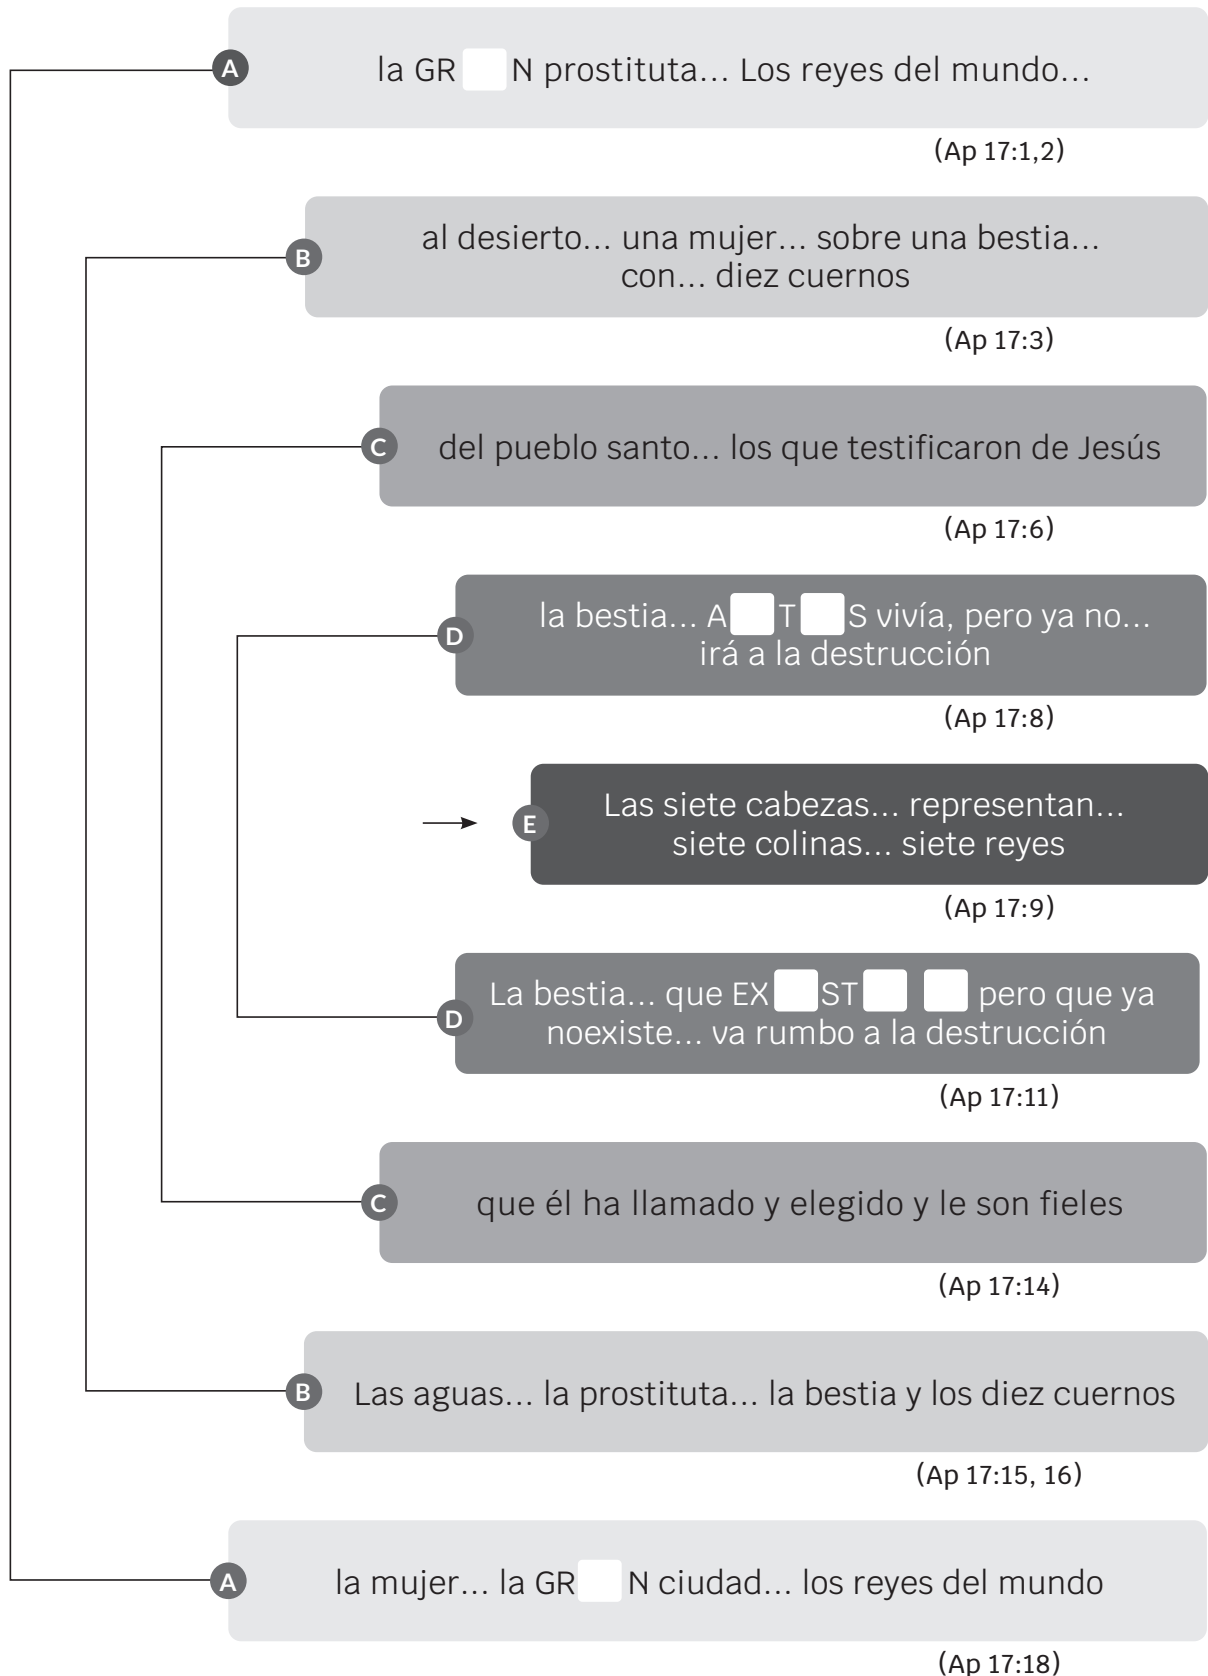 A
la GR N prostituta... Los reyes del mundo...
(Ap 17:1,2)
B
al desierto... una mujer... sobre una bestia...
con... diez cuernos
(Ap 17:3)
C
del pueblo santo... los que testificaron de Jesús
(Ap 17:6)
D
la bestia... A T S vivía, pero ya no...
irá a la destrucción
(Ap 17:8)
E
Las siete cabezas... representan...
siete colinas... siete reyes
(Ap 17:9)
D
La bestia... que EX ST pero que ya
noexiste... va rumbo a la destrucción
(Ap 17:11)
C
que él ha llamado y elegido y le son fieles
(Ap 17:14)
B
Las aguas... la prostituta... la bestia y los diez cuernos
(Ap 17:15, 16)
A
la mujer... la GR N ciudad... los reyes del mundo
(Ap 17:18)